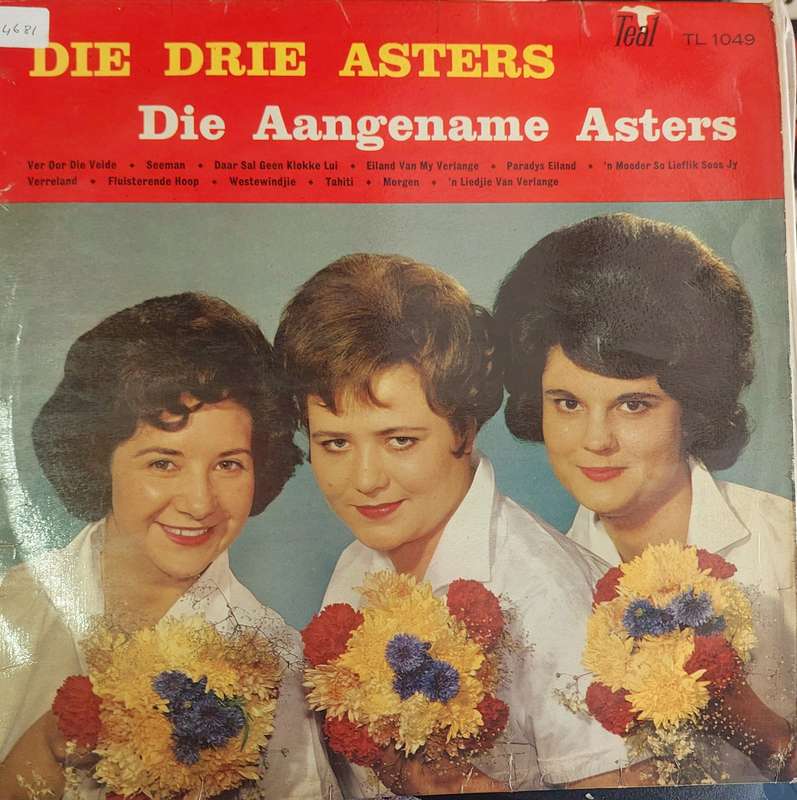 4681
Teal
TL 1049
DIE DRIE ASTERS
Die Aangename Asters
Ver Oor Die Velde • Seeman • Daar Sal Geen Klokke Lui • Eiland Van My Verlange • Paradys Eiland • 'n Moeder So Lieflik Soos Jy
Verreland • Fluisterende Hoop • Westewindjie • Tahiti • Morgen • 'n Liedjie Van Verlange